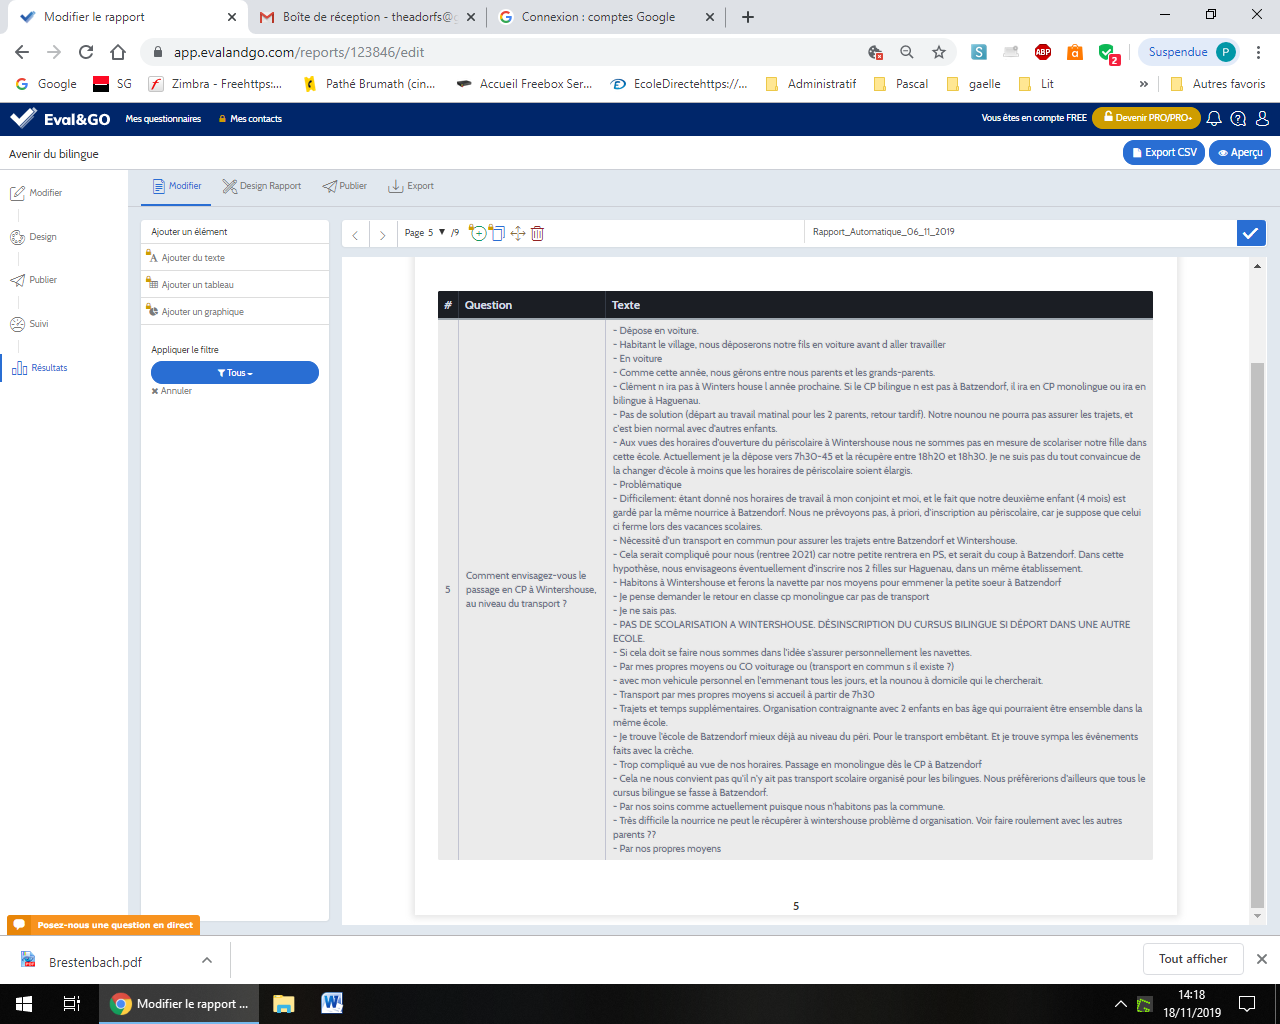 Modifier le rapport
Boîte de réception - theadorfs@g
Connexion : comptes Google
app.evalandgo.com/reports/123846/edit
ABP
2
Suspendue
P
Google
SG
Zimbra - Freehttps:...
Pathé Brumath (cin...
Accueil Freebox Ser...
EcoleDirectehttps://...
Administratif
Pascal
gaelle
Lit
»
Autres favoris
Eval&GO
Mes questionnaires
Mes contacts
Vous êtes en compte FREE
Devenir PRO/PRO+
Avenir du bilingue
Export CSV
Aperçu
Modifier
Design
Publier
Suivi
Résultats
Modifier
Design Rapport
Publier
Export
Ajouter un élément
Ajouter du texte
Ajouter un tableau
Ajouter un graphique
Appliquer le filtre
Tous
Annuler
Page 5 /9
Rapport_Automatique_06_11_2019
# Question Texte
5
Comment envisagez-vous le
passage en CP à Wintershouse,
au niveau du transport ?
- Dépose en voiture.
- Habitant le village, nous déposerons notre fils en voiture avant d aller travailler
- En voiture
- Comme cette année, nous gérons entre nous parents et les grands-parents.
- Clèment n ira pas à Winters house l année prochaine. Si le CP bilingue n est pas à Batzendorf, il ira en CP monolingue ou ira en
bilingue à Haguenau.
- Pas de solution (départ au travail matinal pour les 2 parents, retour tardif). Notre nounou ne pourra pas assurer les trajets, et
c'est bien normal avec d'autres enfants.
- Aux vues des horaires d'ouverture du périscolaire à Wintershouse nous ne sommes pas en mesure de scolariser notre fille dans
cette école. Actuellement je la dépose vers 7h30-45 et la récupère entre 18h20 et 18h30. Je ne suis pas du tout convaincue de
la changer d'école à moins que les horaires de périscolaire soient élargis.
- Problématique
- Difficilement: étant donné nos horaires de travail à mon conjoint et moi, et le fait que notre deuxième enfant (4 mois) est
gardé par la même nourrice à Batzendorf. Nous ne prévoyons pas, à priori, d'inscription au périscolaire, car je suppose que celui
ci ferme lors des vacances scolaires.
- Nécessité d'un transport en commun pour assurer les trajets entre Batzendorf et Wintershouse.
- Cela serait compliqué pour nous (rentree 2021) car notre petite rentrera en PS, et serait du coup à Batzendorf. Dans cette
hypothèse, nous envisageons éventuellement d'inscrire nos 2 filles sur Haguenau, dans un même établissement.
- Habitons à Wintershouse et ferons la navette par nos moyens pour emmener la petite soeur à Batzendorf
- Je pense demander le retour en classe cp monolingue car pas de transport
- Je ne sais pas.
- PAS DE SCOLARISATION A WINTERSHOUSE. DÉSINSCRIPTION DU CURSUS BILINGUE SI DÉPORT DANS UNE AUTRE
ECOLE.
- Si cela doit se faire nous sommes dans l'idée s'assurer personnellement les navettes.
- Par mes propres moyens ou CO voiturage ou (transport en commun s il existe ?)
- avec mon vehicule personnel en l'emmenant tous les jours, et la nounou à domicile qui le chercherait.
- Transport par mes propres moyens si accueil à partir de 7h30
- Trajets et temps supplémentaires. Organisation contraignante avec 2 enfants en bas âge qui pourraient être ensemble dans la
même école.
- Je trouve l'école de Batzendorf mieux déjà au niveau du péri. Pour le transport embêtant. Et je trouve sympa les événements
faits avec la crèche.
- Trop compliqué au vue de nos horaires. Passage en monolingue dès le CP à Batzendorf
- Cela ne nous convient pas qu'il n'y ait pas transport scolaire organisé pour les bilingues. Nous préférerions d'ailleurs que tous le
cursus bilingue se fasse à Batzendorf.
- Par nos soins comme actuellement puisque nous n'habitons pas la commune.
- Très difficile la nourrice ne peut le récupérer à wintershouse problème d organisation. Voir faire roulement avec les autres
parents ??
- Par nos propres moyens
5
Posez-nous une question en direct
Brestenbach.pdf
Tout afficher
Modifier le rapport ...
14:18
18/11/2019